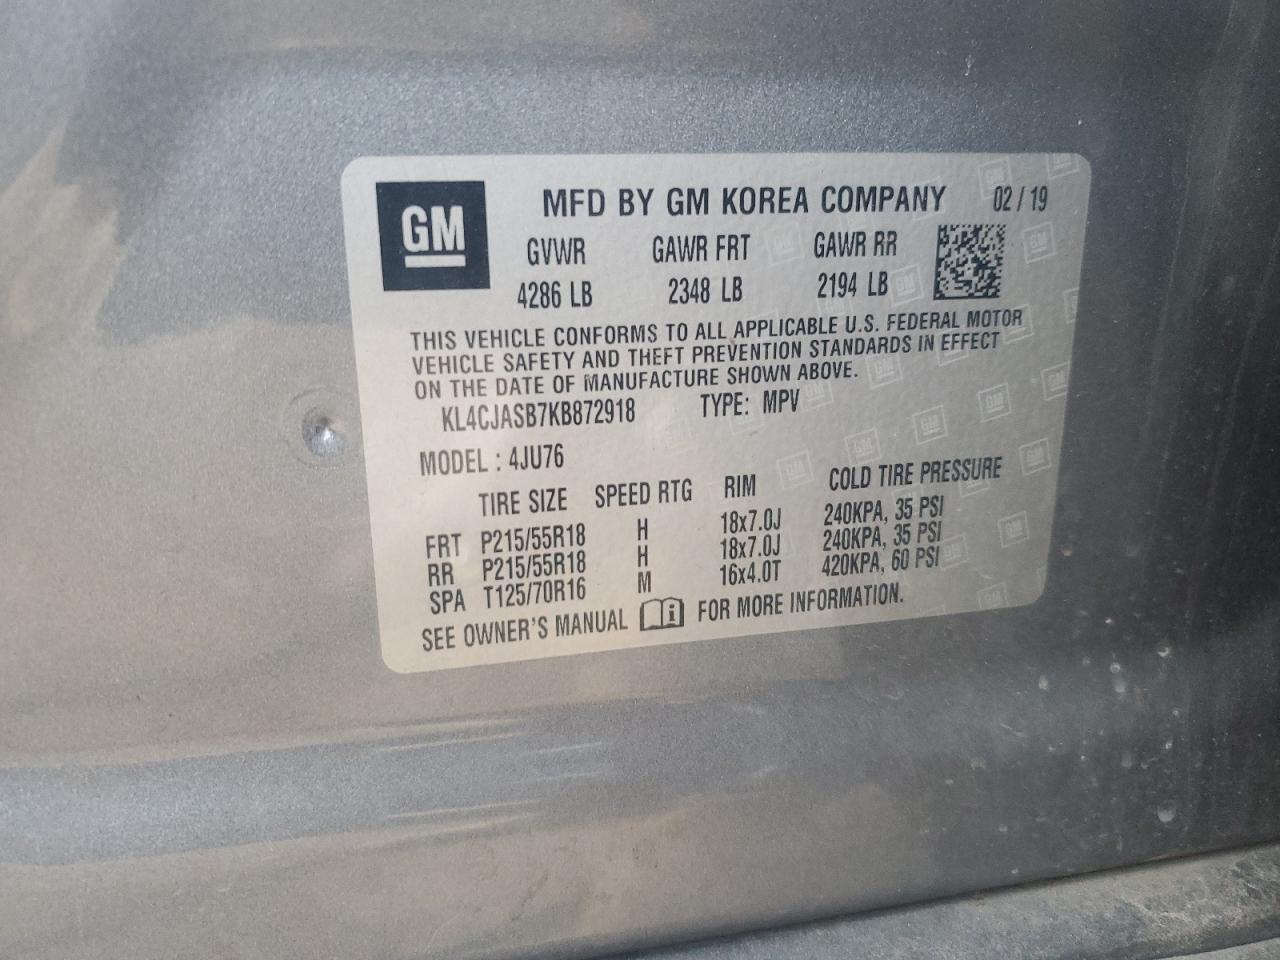 GM
MFD BY GM KOREA COMPANY 02 / 19
GVWR GAWR FRT GAWR RR
4286 LB 2348 LB 2194 LB
THIS VEHICLE CONFORMS TO ALL APPLICABLE U.S. FEDERAL MOTOR
VEHICLE SAFETY AND THEFT PREVENTION STANDARDS IN EFFECT
ON THE DATE OF MANUFACTURE SHOWN ABOVE.
KL4CJASB7KB872918 TYPE: MPV
MODEL : 4JU76
TIRE SIZE SPEED RTG RIM COLD TIRE PRESSURE
FRT P215/55R18 H 18x7.0J 240KPA, 35 PSI
RR P215/55R18 H 18x7.0J 240KPA, 35 PSI
SPA T125/70R16 M 16x4.0T 420KPA, 60 PSI
SEE OWNER'S MANUAL i FOR MORE INFORMATION.